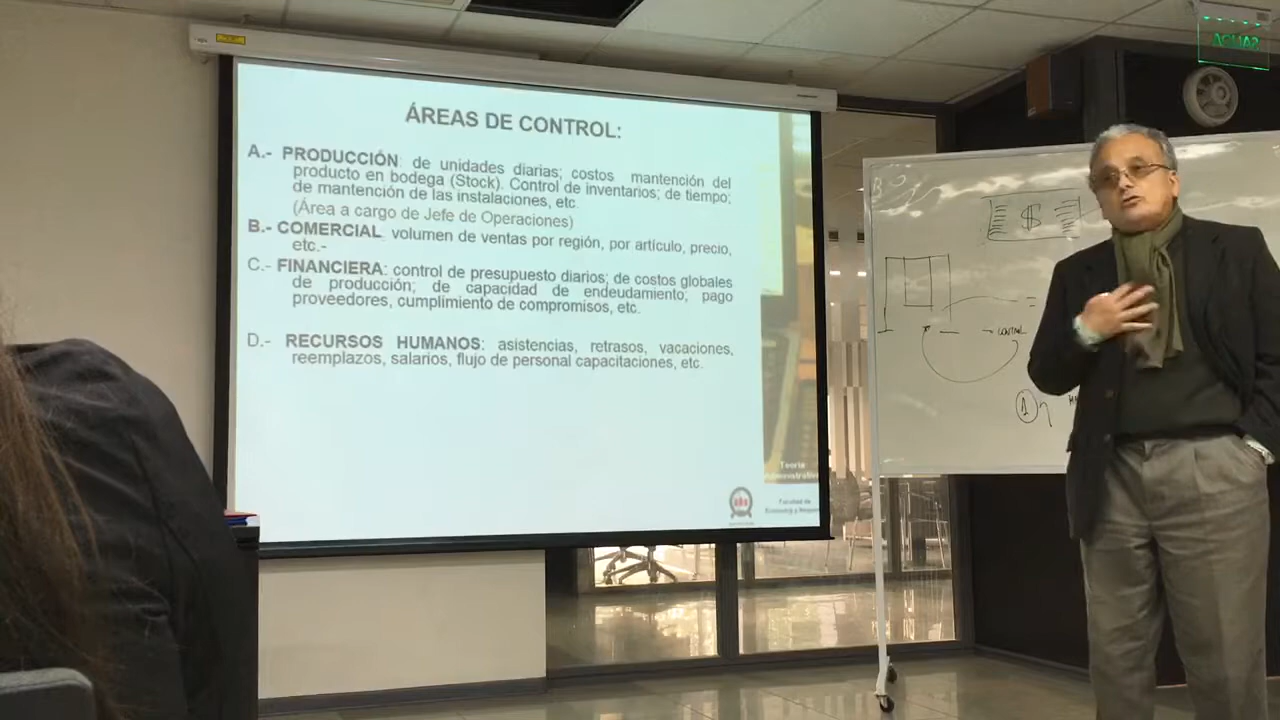 ÁREAS DE CONTROL:
A.- PRODUCCIÓN: de unidades diarias; costos mantención del
producto en bodega (Stock). Control de inventarios; de tiempo;
de mantención de las instalaciones, etc.
(Área a cargo de Jefe de Operaciones)
B.- COMERCIAL: volumen de ventas por región, por artículo, precio,
etc.-
C.- FINANCIERA: control de presupuesto diarios; de costos globales
de producción; de capacidad de endeudamiento; pago
proveedores, cumplimiento de compromisos, etc.
D.- RECURSOS HUMANOS: asistencias, retrasos, vacaciones,
reemplazos, salarios, flujo de personal capacitaciones, etc.
Teoría
Facultad de
$
CONTROL
1